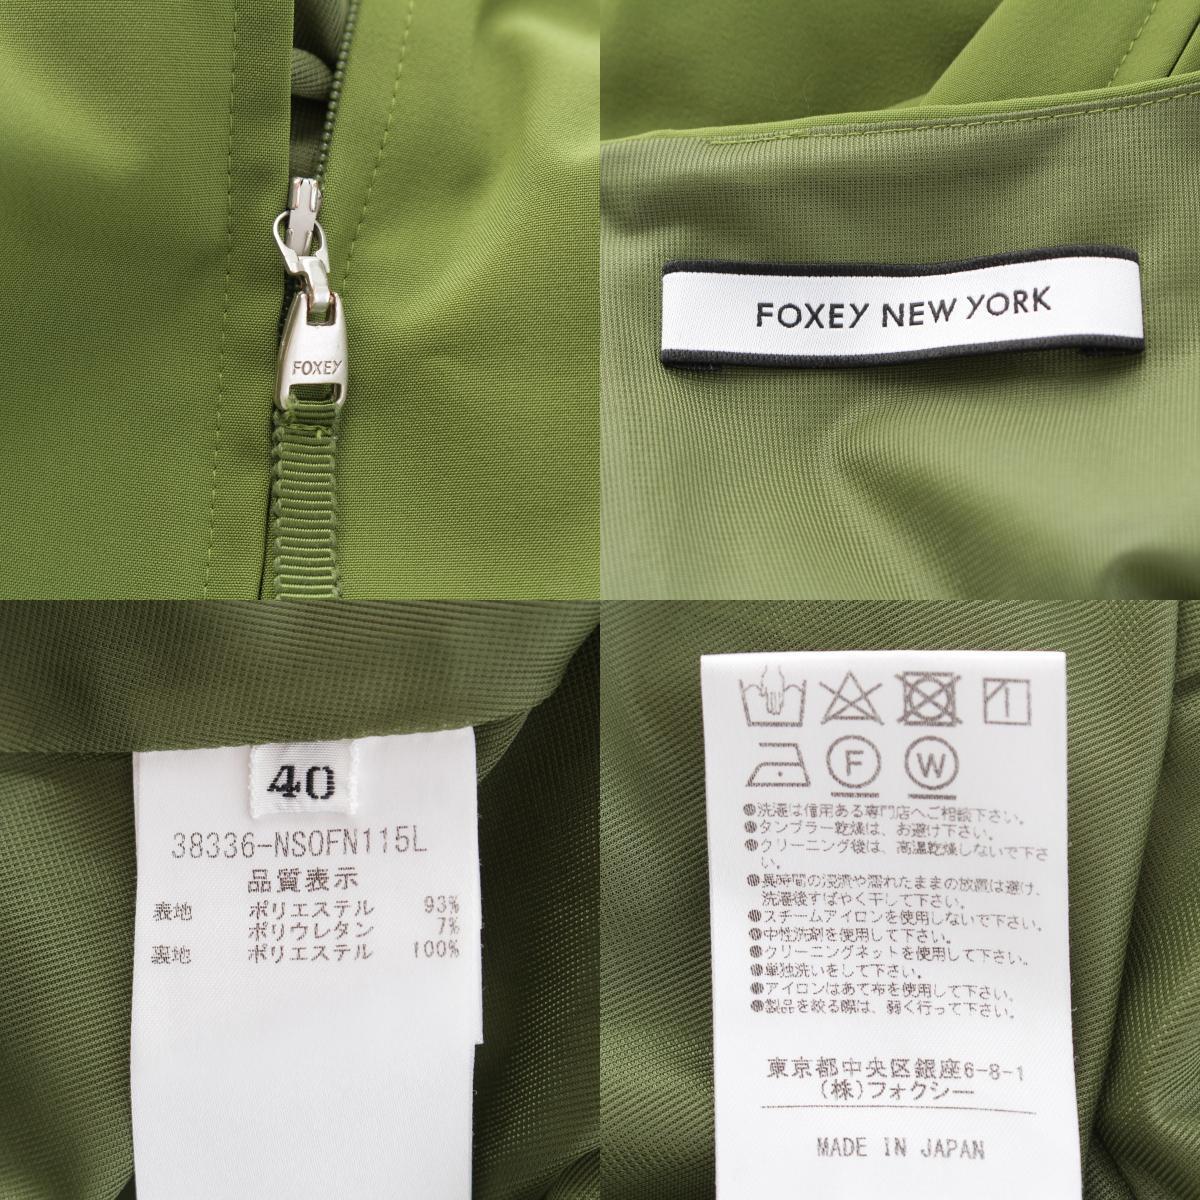 FOXEY
FOXEY NEW YORK
40
38336-NSOFN115L
品質表示
表地 ポリエステル 93%
ポリウレタン 7%
裏地 ポリエステル 100%
F W
●洗濯は信用ある専門店へご相談下さい。
●タンブラー乾燥は、お避け下さい。
●クリーニング後は、高温乾燥しないで下さ
い。
●長時間の浸漬や濡れたままの放置は避け、
洗濯後すばやく干して下さい。
●スチームアイロンを使用しないで下さい。
●中性洗剤を使用して下さい。
●クリーニングネットを使用して下さい。
●単独洗いをして下さい。
●アイロンはあて布を使用して下さい。
●製品を絞る際は、弱く行って下さい。
東京都中央区銀座6-8-1
(株)フォクシー
MADE IN JAPAN